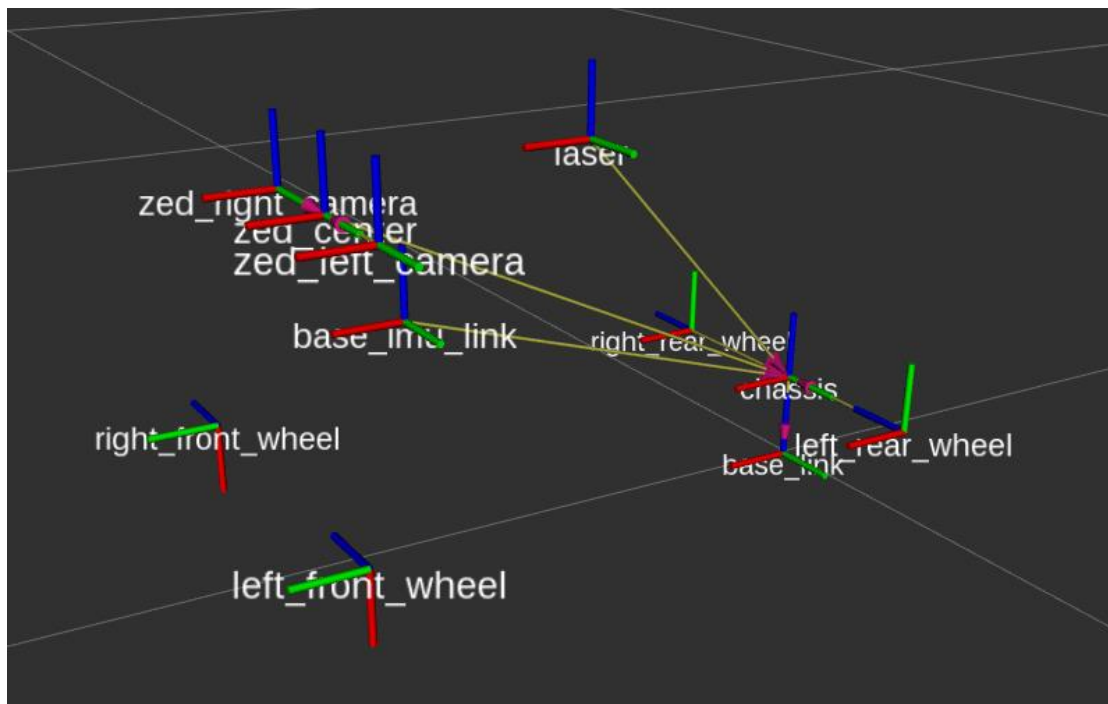 laser
zed_right_camera
zed_center
zed_left_camera
base_imu_link
right_rear_wheel
chassis
right_front_wheel
left_rear_wheel
base_link
left_front_wheel